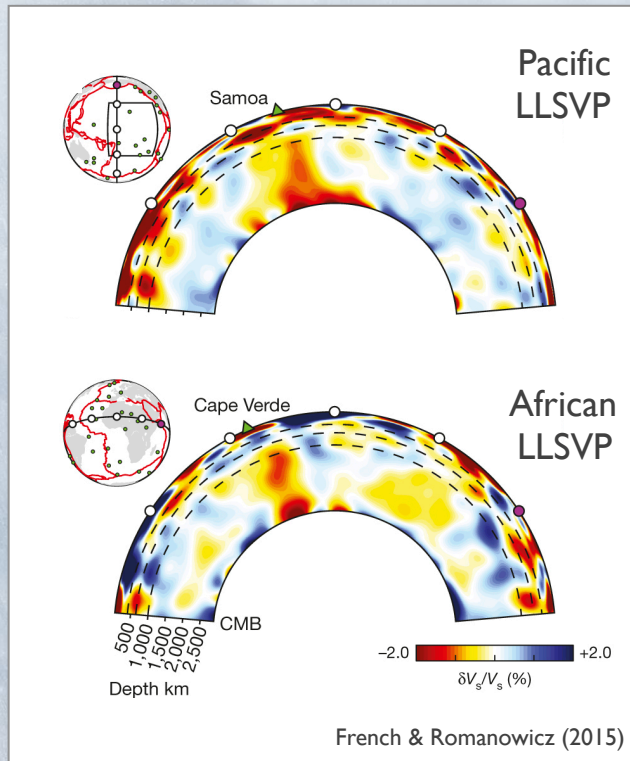 Pacific
LLSVP
Samoa
African
LLSVP
Cape Verde
CMB
500
1,000
1,500
2,000
2,500
Depth km
−2.0
+2.0
δVs/Vs (%)
French & Romanowicz (2015)